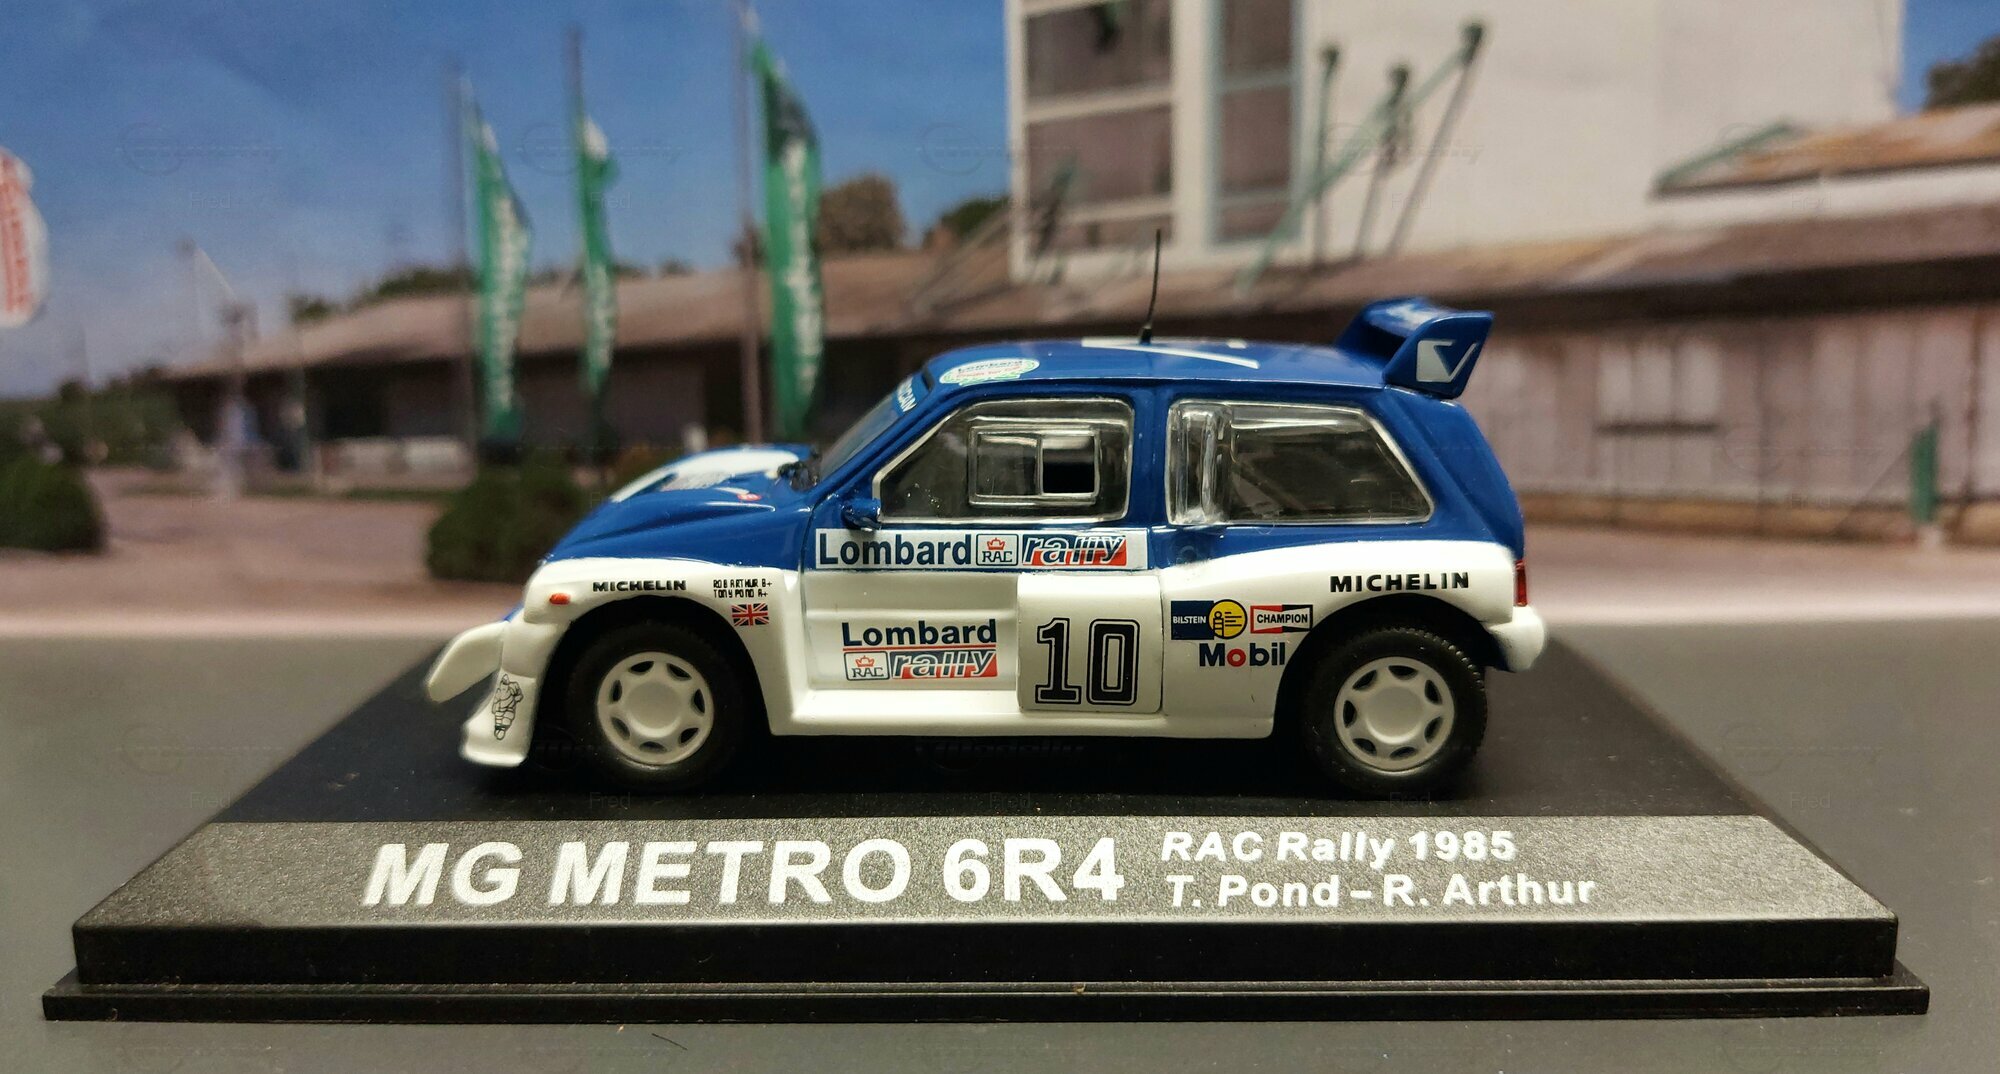 Lombard RAC rally
MICHELIN
ROB ARTHUR B+
TONY POND A+
MICHELIN
Lombard
RAC rally
10
BILSTEIN
CHAMPION
Mobil
MG METRO 6R4
RAC Rally 1985
T. Pond - R. Arthur
Fred